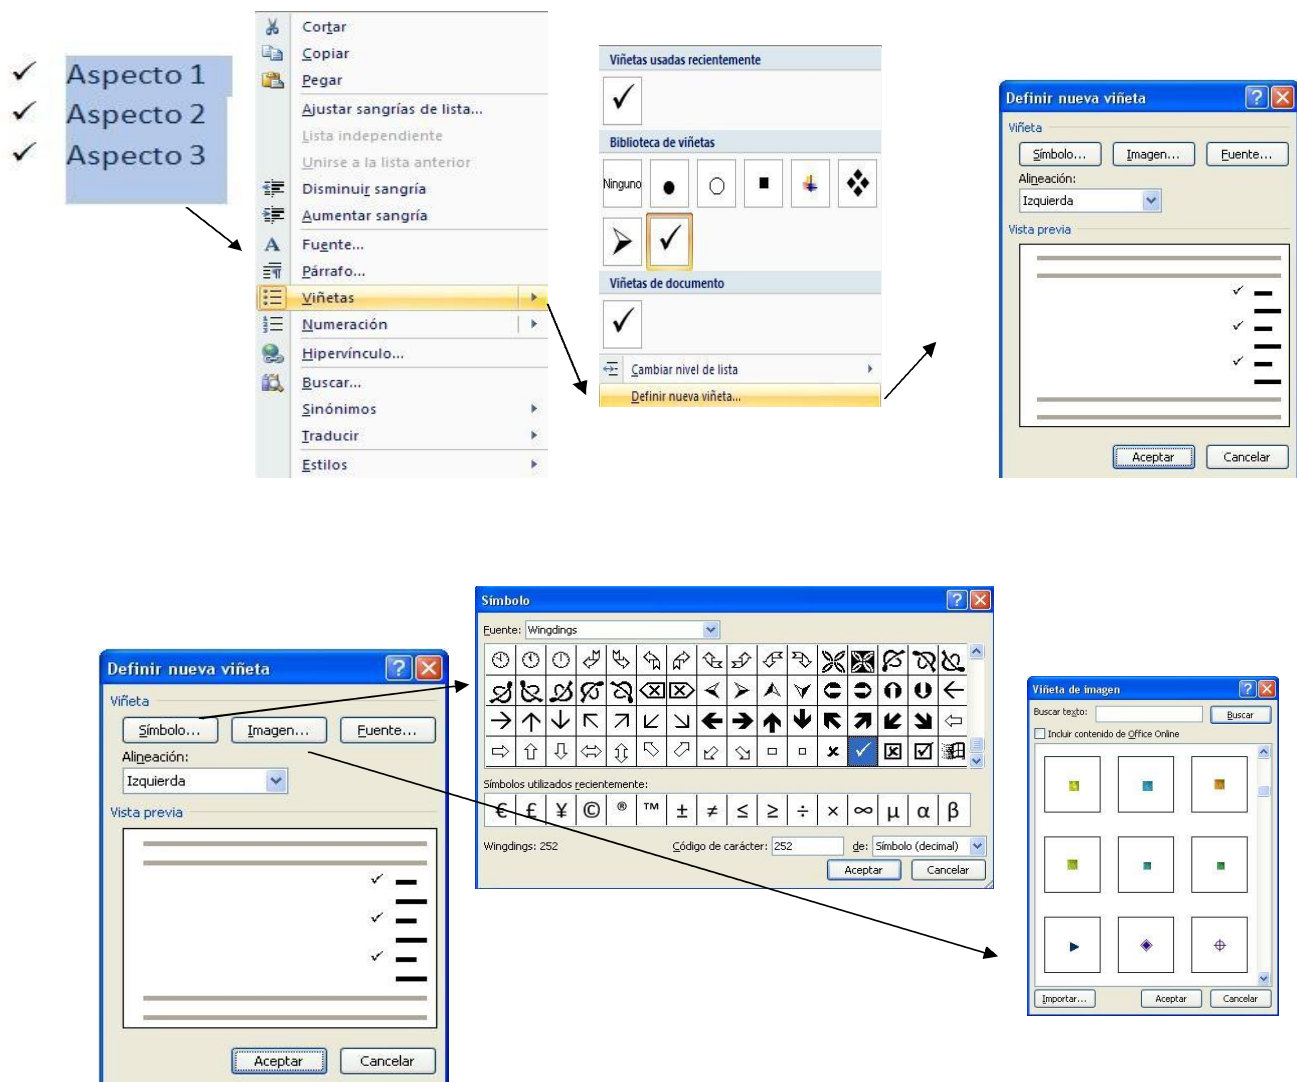 Aspecto 1
Aspecto 2
Aspecto 3
Cortar
Copiar
Pegar
Ajustar sangrías de lista...
Lista independiente
Unirse a la lista anterior
Disminuir sangría
Aumentar sangría
Fuente...
Párrafo...
Viñetas
Numeración
Hipervínculo...
Buscar...
Sinónimos
Traducir
Estilos
Viñetas usadas recientemente
Biblioteca de viñetas
Ninguno
Viñetas de documento
Cambiar nivel de lista
Definir nueva viñeta...
Definir nueva viñeta
Viñeta
Símbolo... Imagen... Fuente...
Alineación:
Izquierda
Vista previa
Aceptar Cancelar
Definir nueva viñeta
Viñeta
Símbolo... Imagen... Fuente...
Alineación:
Izquierda
Vista previa
Aceptar Cancelar
Símbolo
Fuente: Wingdings
Símbolos utilizados recientemente:
€ £ ¥ © ® ™ ± ≠ ≤ ≥ ÷ × ∞ µ α β
Wingdings: 252 Código de carácter: 252 de: Símbolo (decimal)
Aceptar Cancelar
Viñeta de imagen
Buscar texto: Buscar
Incluir contenido de Office Online
Importar... Aceptar Cancelar